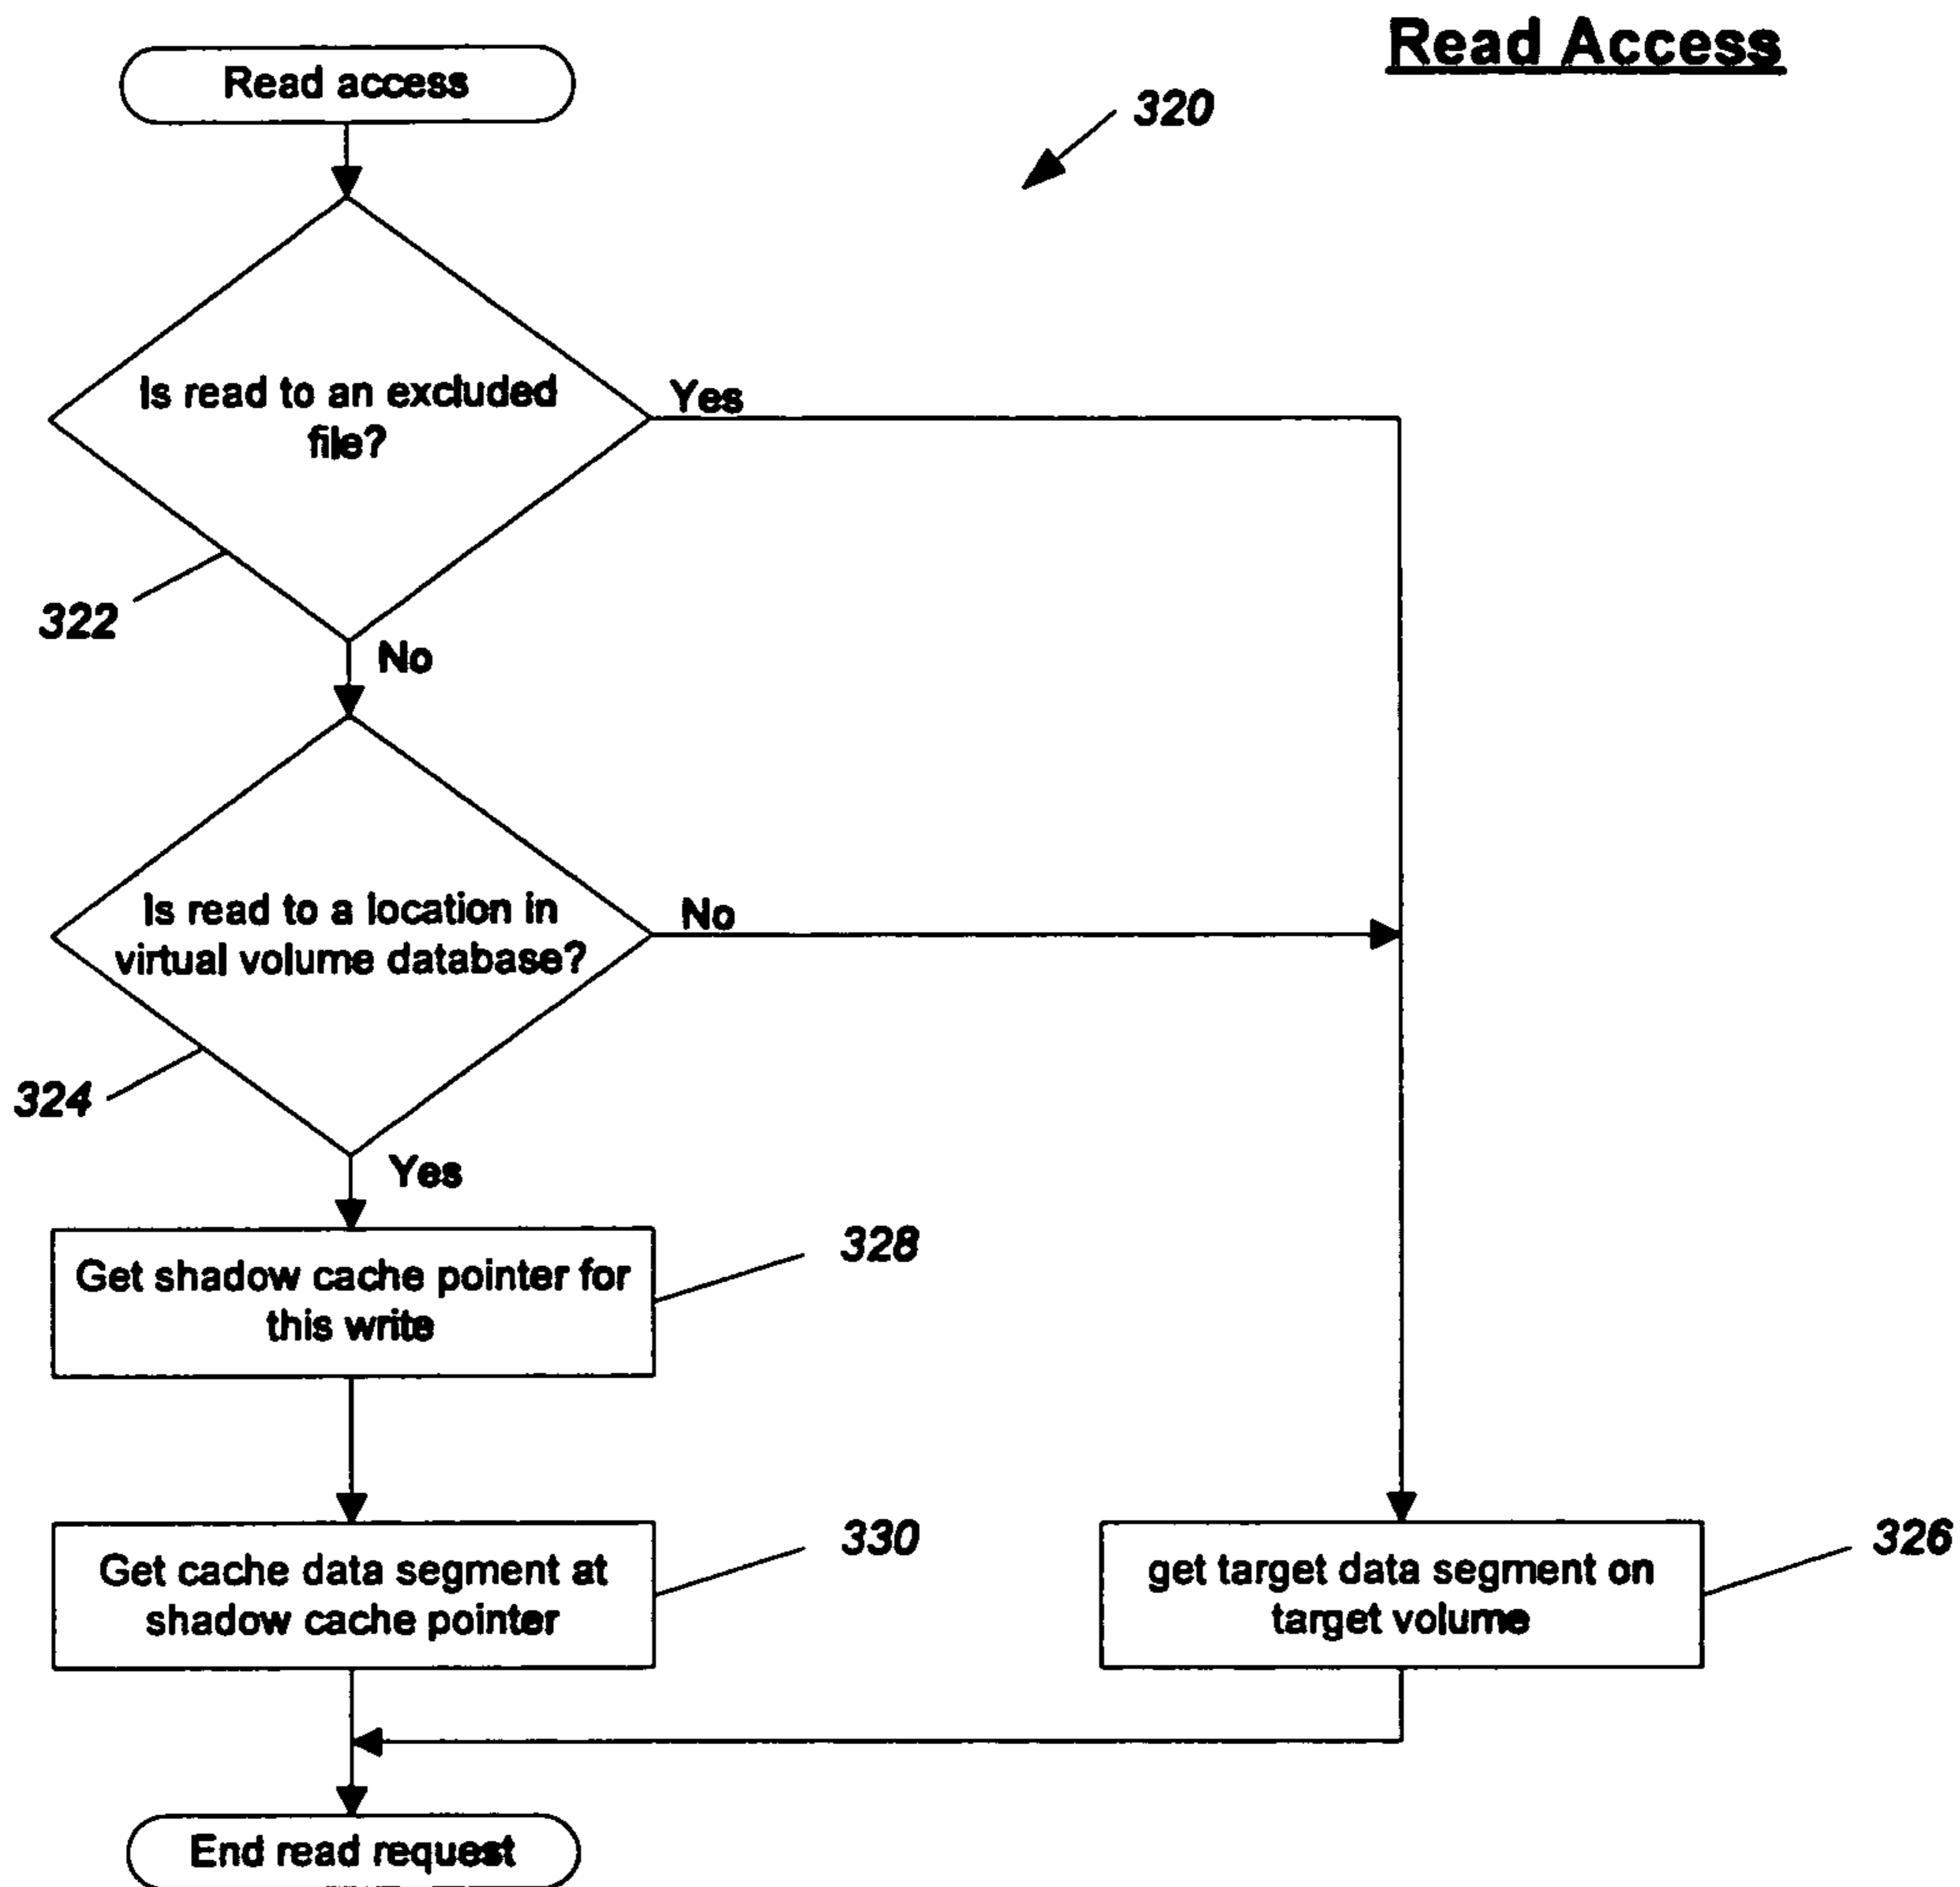 Read Access
Read access
320
Is read to an excluded
file?
Yes
322
No
Is read to a location in
virtual volume database?
No
324
Yes
Get shadow cache pointer for
this write
328
Get cache data segment at
shadow cache pointer
330
get target data segment on
target volume
326
End read request